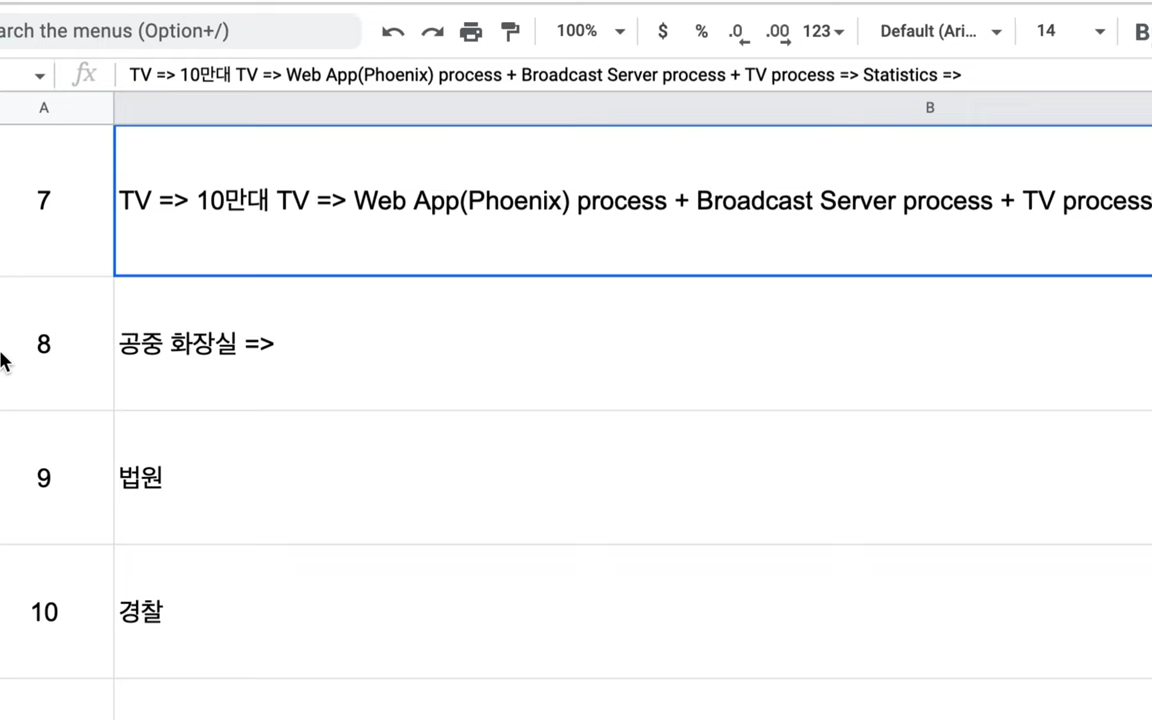 arch the menus (Option+/)
100%
$
%
.0
.00
123
Default (Ari...
14
B
fx
TV => 10만대 TV => Web App(Phoenix) process + Broadcast Server process + TV process => Statistics =>
A
B
7
TV => 10만대 TV => Web App(Phoenix) process + Broadcast Server process + TV process
8
공중 화장실 =>
9
법원
10
경찰